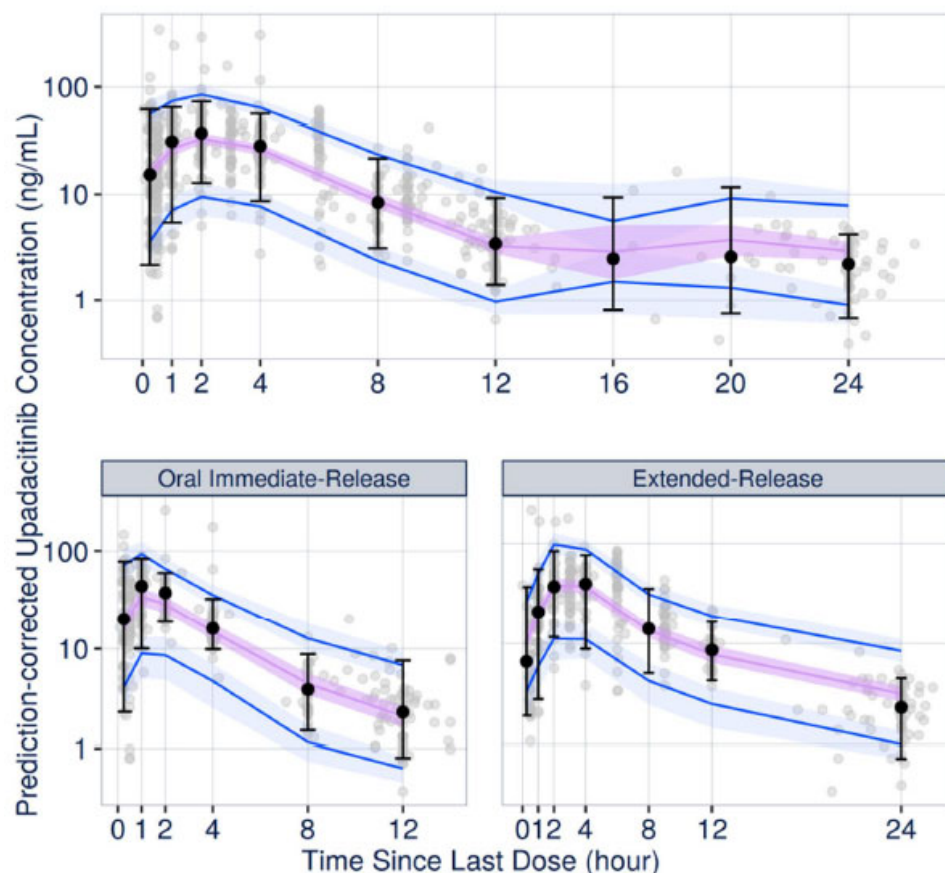 Prediction-corrected Upadacitinib Concentration (ng/mL)
100
10
1
0 1 2 4 8 12 16 20 24
Oral Immediate-Release
Extended-Release
100
10
1
0 1 2 4 8 12
0 1 2 4 8 12 24
Time Since Last Dose (hour)